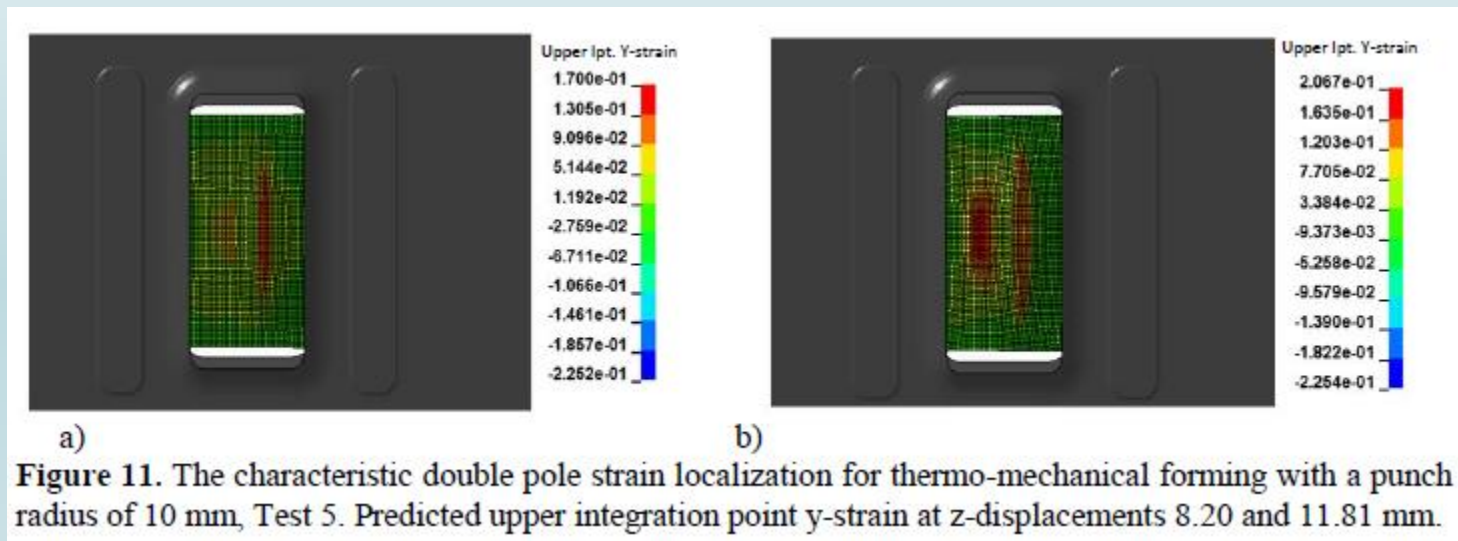 Upper Ipt. Y-strain
1.700e-01
1.305e-01
9.096e-02
5.144e-02
1.192e-02
-2.759e-02
-6.711e-02
-1.066e-01
-1.461e-01
-1.857e-01
-2.252e-01
Upper Ipt. Y-strain
2.067e-01
1.635e-01
1.203e-01
7.705e-02
3.384e-02
-9.373e-03
-5.258e-02
-9.579e-02
-1.390e-01
-1.822e-01
-2.254e-01
a)
b)
Figure 11. The characteristic double pole strain localization for thermo-mechanical forming with a punch
radius of 10 mm, Test 5. Predicted upper integration point y-strain at z-displacements 8.20 and 11.81 mm.